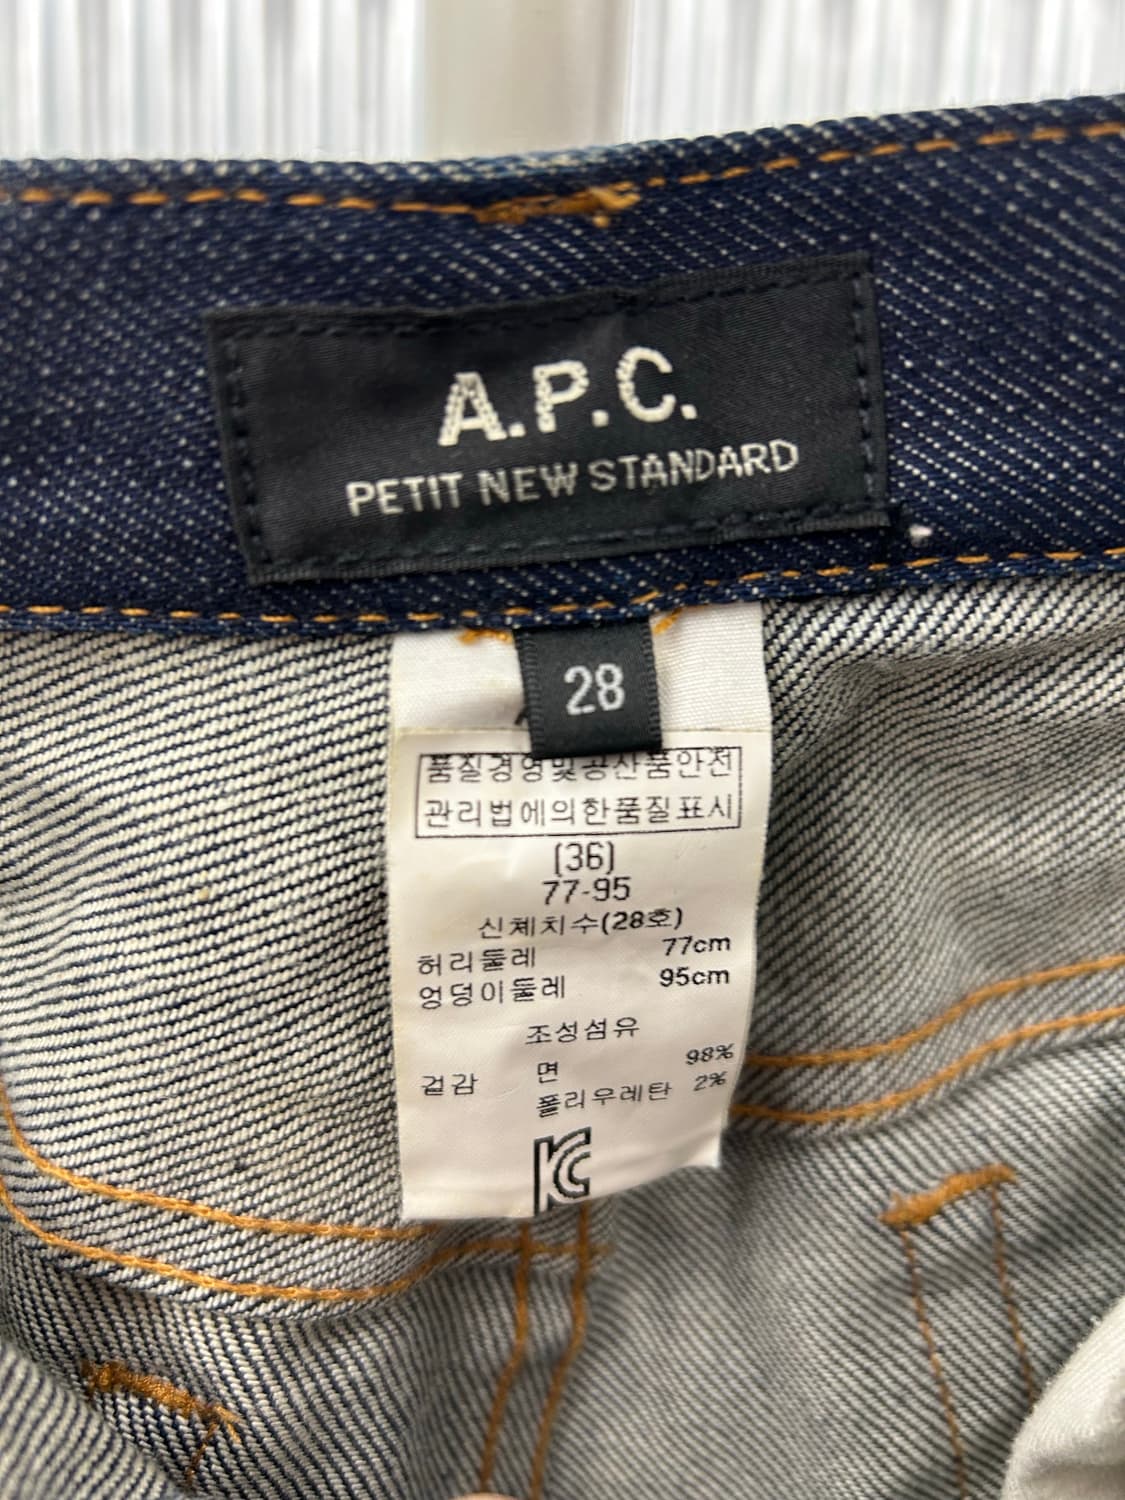 A.P.C.
PETIT NEW STANDARD
28
품질경영및공산품안전
관리법에의한품질표시
(36)
77-95
신체치수(28호)
허리둘레 77cm
엉덩이둘레 95cm
조성섬유
겉감 면 98%
폴리우레탄 2%
KC